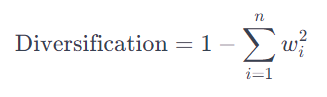 Diversification = 1 − ∑_{i=1}^{n} w_i^2